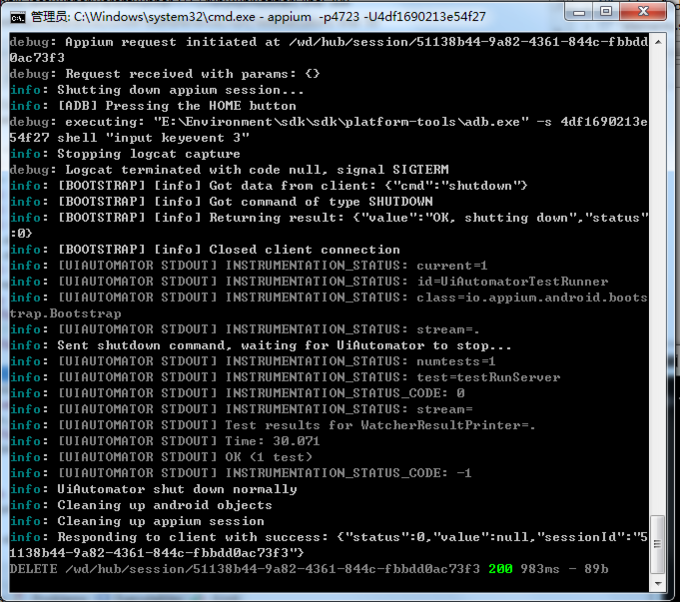 管理员: C:\Windows\system32\cmd.exe - appium  -p4723 -U4df1690213e54f27
debug: Appium request initiated at /wd/hub/session/51138b44-9a82-4361-844c-fbbdd
0ac73f3
debug: Request received with params: {}
info: Shutting down appium session...
info: [ADB] Pressing the HOME button
debug: executing: "E:\Environment\sdk\sdk\platform-tools\adb.exe" -s 4df1690213e
54f27 shell "input keyevent 3"
info: Stopping logcat capture
debug: Logcat terminated with code null, signal SIGTERM
info: [BOOTSTRAP] [info] Got data from client: {"cmd":"shutdown"}
info: [BOOTSTRAP] [info] Got command of type SHUTDOWN
info: [BOOTSTRAP] [info] Returning result: {"value":"OK, shutting down","status"
:0}
info: [BOOTSTRAP] [info] Closed client connection
info: [UIAUTOMATOR STDOUT] INSTRUMENTATION_STATUS: current=1
info: [UIAUTOMATOR STDOUT] INSTRUMENTATION_STATUS: id=UiAutomatorTestRunner
info: [UIAUTOMATOR STDOUT] INSTRUMENTATION_STATUS: class=io.appium.android.boots
trap.Bootstrap
info: [UIAUTOMATOR STDOUT] INSTRUMENTATION_STATUS: stream=.
info: Sent shutdown command, waiting for UiAutomator to stop...
info: [UIAUTOMATOR STDOUT] INSTRUMENTATION_STATUS: numtests=1
info: [UIAUTOMATOR STDOUT] INSTRUMENTATION_STATUS: test=testRunServer
info: [UIAUTOMATOR STDOUT] INSTRUMENTATION_STATUS_CODE: 0
info: [UIAUTOMATOR STDOUT] INSTRUMENTATION_STATUS: stream=
info: [UIAUTOMATOR STDOUT] Test results for WatcherResultPrinter=.
info: [UIAUTOMATOR STDOUT] Time: 30.071
info: [UIAUTOMATOR STDOUT] OK (1 test)
info: [UIAUTOMATOR STDOUT] INSTRUMENTATION_STATUS_CODE: -1
info: UiAutomator shut down normally
info: Cleaning up android objects
info: Cleaning up appium session
info: Responding to client with success: {"status":0,"value":null,"sessionId":"5
1138b44-9a82-4361-844c-fbbdd0ac73f3"}
DELETE /wd/hub/session/51138b44-9a82-4361-844c-fbbdd0ac73f3 200 983ms - 89b